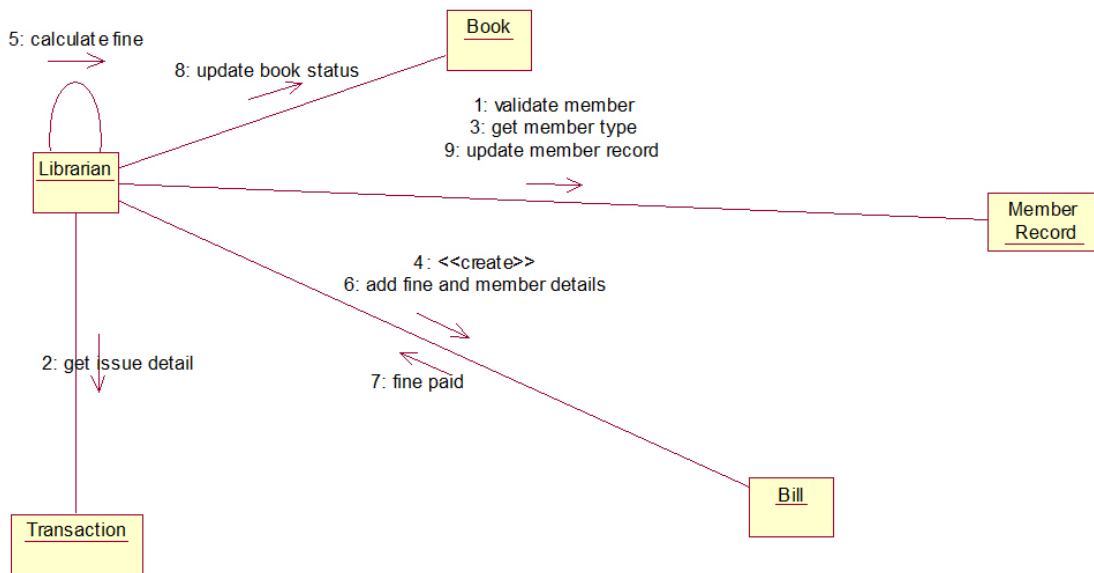 5: calculate fine
Book
8: update book status
1: validate member
3: get member type
9: update member record
Librarian
Member
Record
4: <<create>>
6: add fine and member details
2: get issue detail
7: fine paid
Bill
Transaction